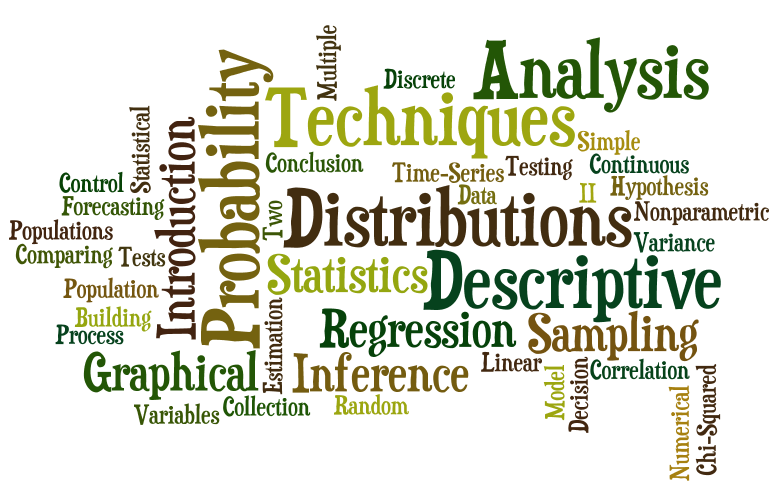 Multiple
Discrete
Analysis
Probability
Techniques
Statistical
Introduction
Simple
Conclusion
Time-Series
Testing
Continuous
Control
Data
II
Hypothesis
Forecasting
Two
Distributions
Nonparametric
Populations
Variance
Comparing
Tests
Statistics
Descriptive
Population
Building
Process
Estimation
Regression
Sampling
Graphical
Inference
Linear
Model
Decision
Correlation
Variables
Collection
Random
Numerical
Chi-Squared